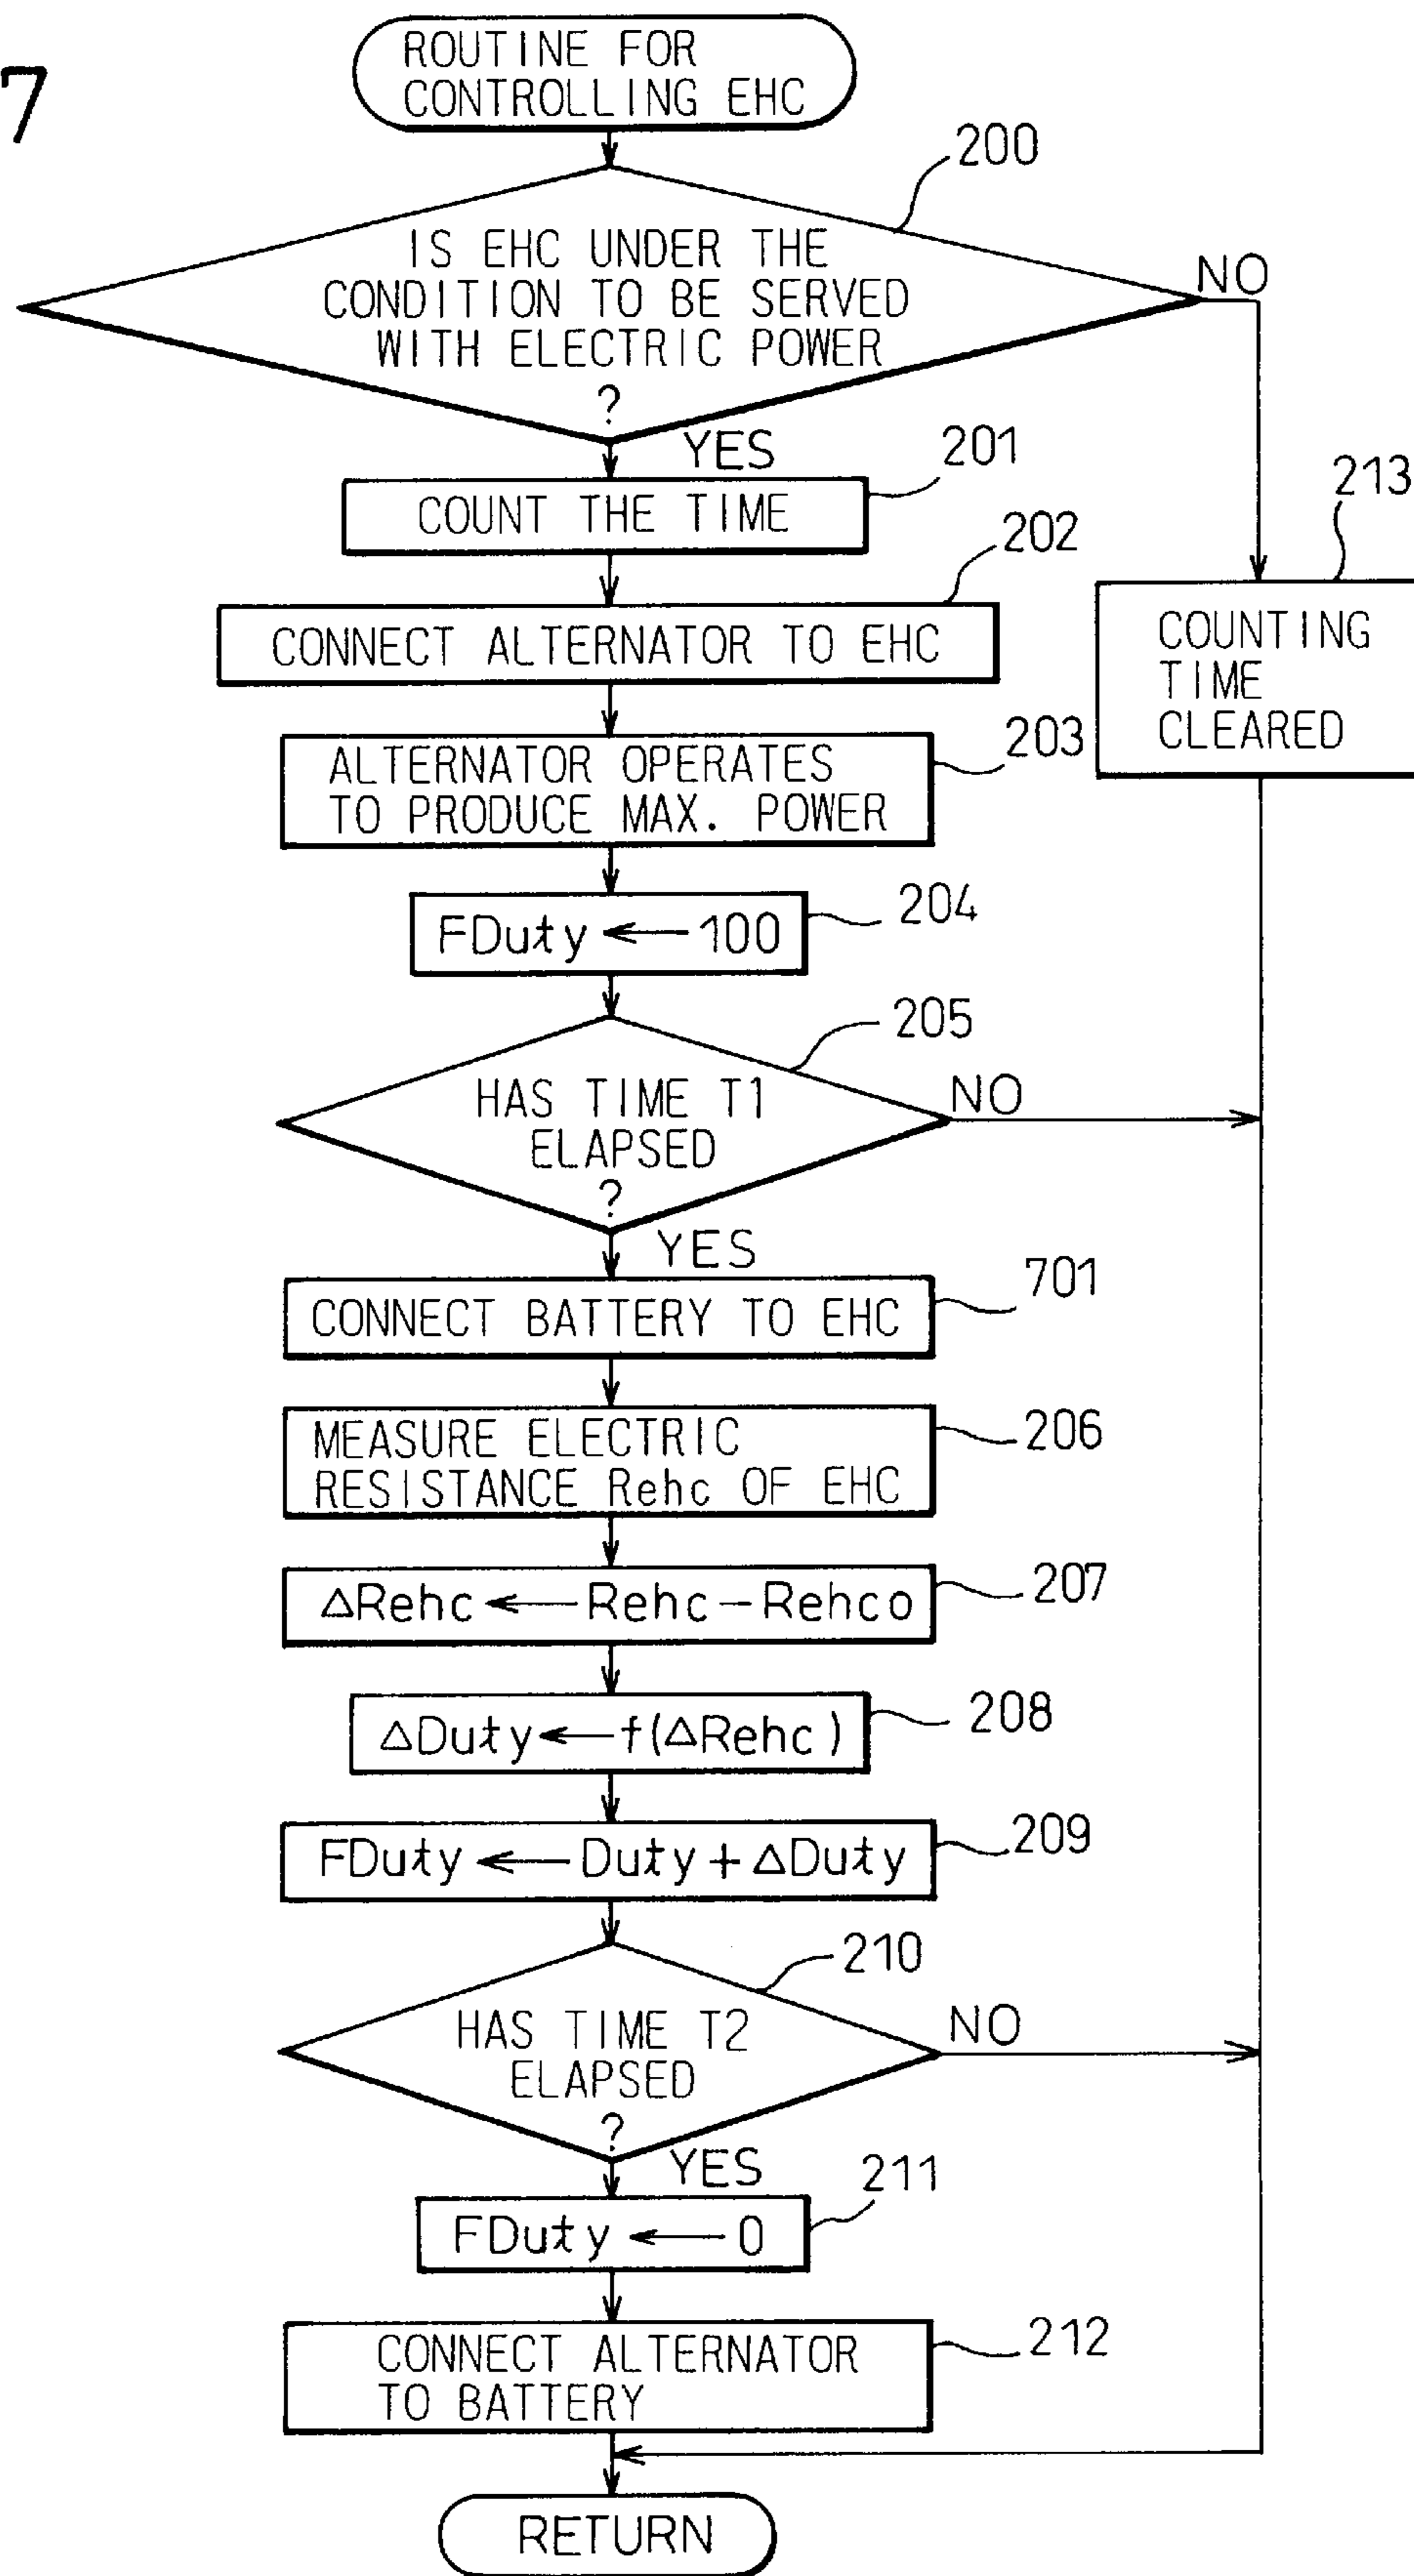 7
ROUTINE FOR
CONTROLLING EHC
200
IS EHC UNDER THE
CONDITION TO BE SERVED
WITH ELECTRIC POWER
?
NO
YES
201
COUNT THE TIME
213
COUNTING
TIME
CLEARED
202
CONNECT ALTERNATOR TO EHC
203
ALTERNATOR OPERATES
TO PRODUCE MAX. POWER
204
FDuty ← 100
205
HAS TIME T1
ELAPSED
?
NO
YES
701
CONNECT BATTERY TO EHC
206
MEASURE ELECTRIC
RESISTANCE Rehc OF EHC
207
△Rehc ← Rehc - Rehco
208
△Duty ← f(△Rehc)
209
FDuty ← Duty + △Duty
210
HAS TIME T2
ELAPSED
?
NO
YES
211
FDuty ← 0
212
CONNECT ALTERNATOR
TO BATTERY
RETURN